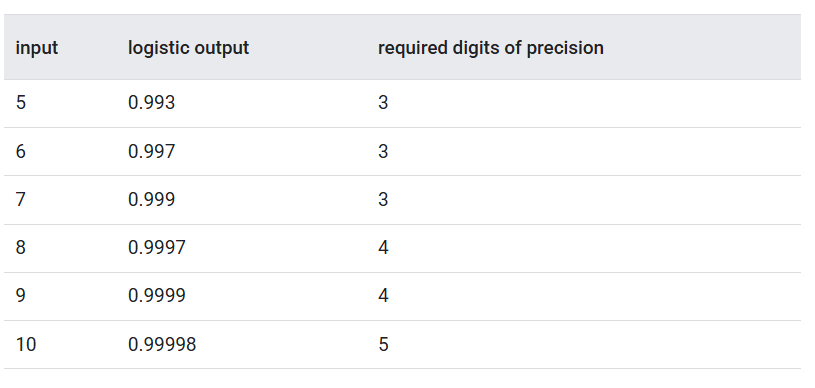 input logistic output required digits of precision
5 0.993 3
6 0.997 3
7 0.999 3
8 0.9997 4
9 0.9999 4
10 0.99998 5